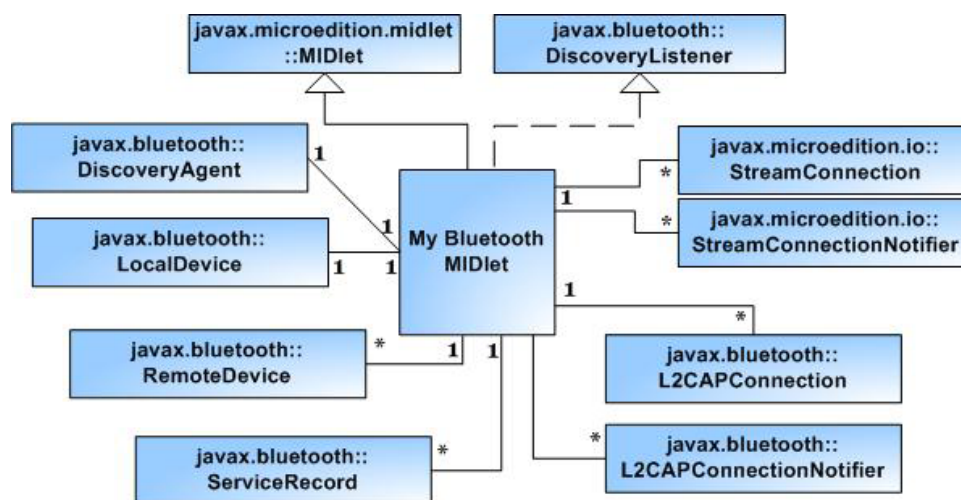 javax.microedition.midlet
::MIDlet
javax.bluetooth::
DiscoveryListener
javax.bluetooth::
DiscoveryAgent
1
javax.microedition.io::
StreamConnection
*
1
javax.microedition.io::
StreamConnectionNotifier
*
My Bluetooth
MIDlet
1
javax.bluetooth::
LocalDevice
1
1
1
*
javax.bluetooth::
RemoteDevice
*
1
1
javax.bluetooth::
L2CAPConnection
javax.bluetooth::
ServiceRecord
*
javax.bluetooth::
L2CAPConnectionNotifier
*